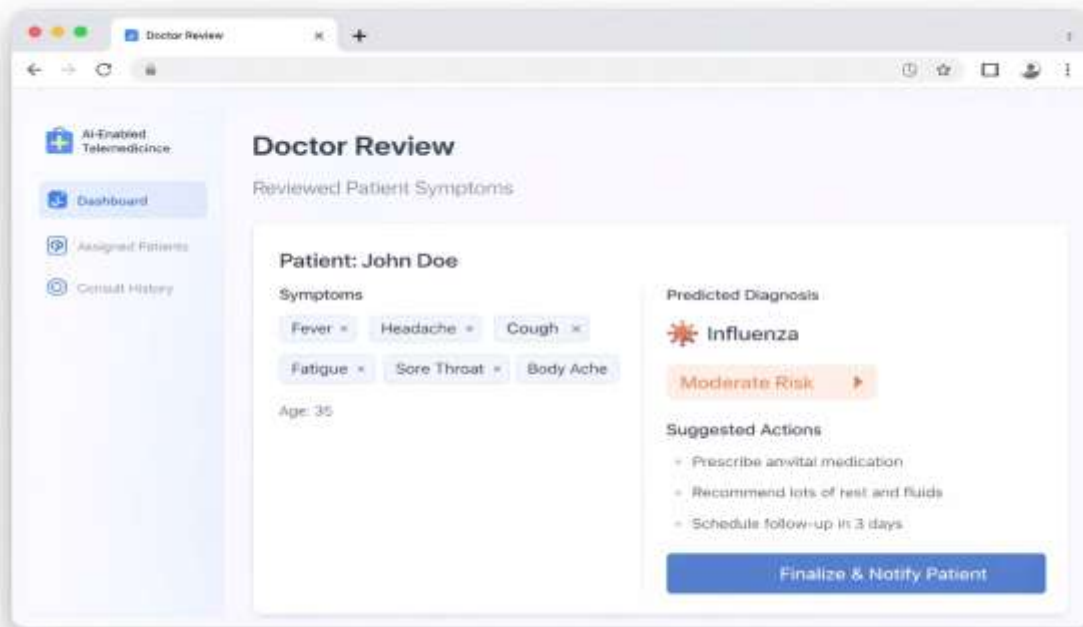 Doctor Review
AI-Enabled
Telemedicince
Dashboard
Assigned Patients
Consult History
Doctor Review
Reviewed Patient Symptoms
Patient: John Doe
Symptoms
Fever ×
Headache ×
Cough ×
Fatigue ×
Sore Throat ×
Body Ache
Age: 35
Predicted Diagnosis
Influenza
Moderate Risk
Suggested Actions
Prescribe anvital medication
Recommend lots of rest and fluids
Schedule follow-up in 3 days
Finalize & Notify Patient